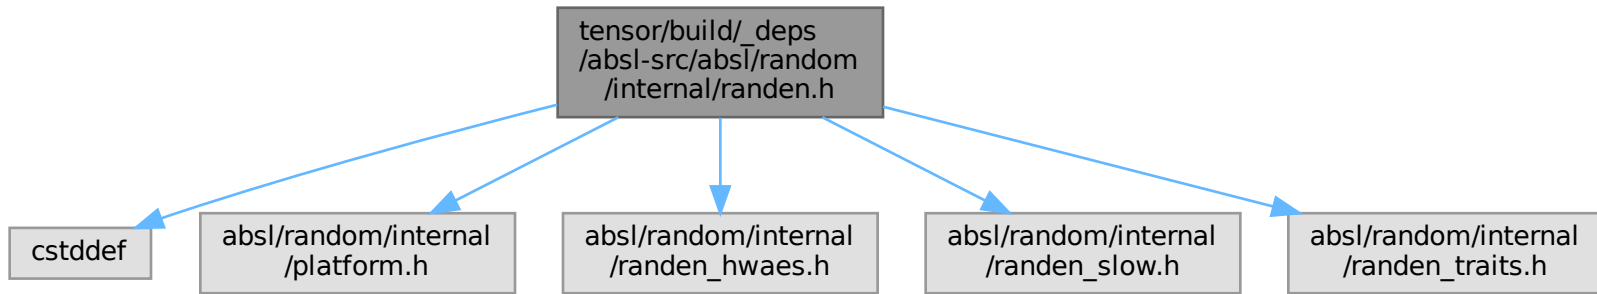 tensor/build/_deps
/absl-src/absl/random
/internal/randen.h
cstddef
absl/random/internal
/platform.h
absl/random/internal
/randen_hwaes.h
absl/random/internal
/randen_slow.h
absl/random/internal
/randen_traits.h